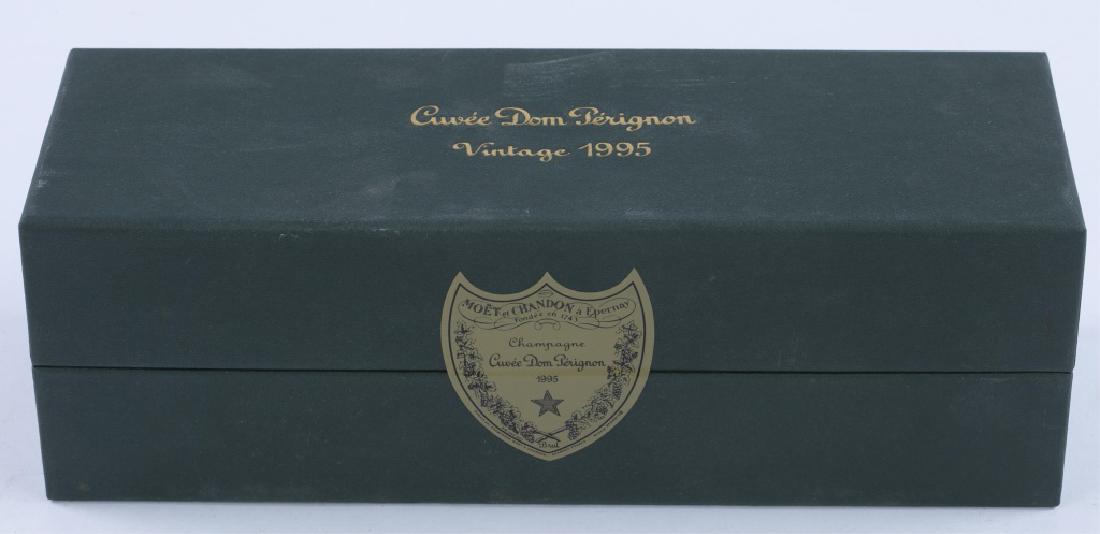 Cuvée Dom Pérignon
Vintage 1995
MOËT et CHANDON à Epernay
Fondée en 1743
Champagne
Cuvée Dom Pérignon
1995
Brut